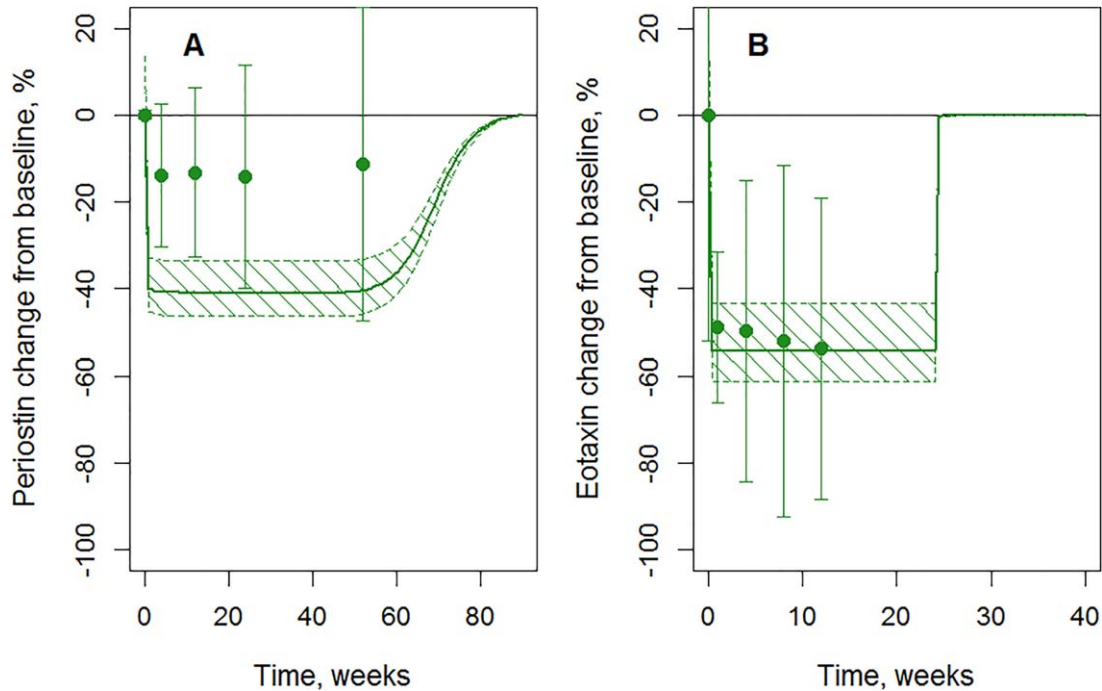 A
Periostin change from baseline, %
20
0
-20
-40
-60
-80
-100
0 20 40 60 80
Time, weeks
B
Eotaxin change from baseline, %
20
0
-20
-40
-60
-80
-100
0 10 20 30 40
Time, weeks